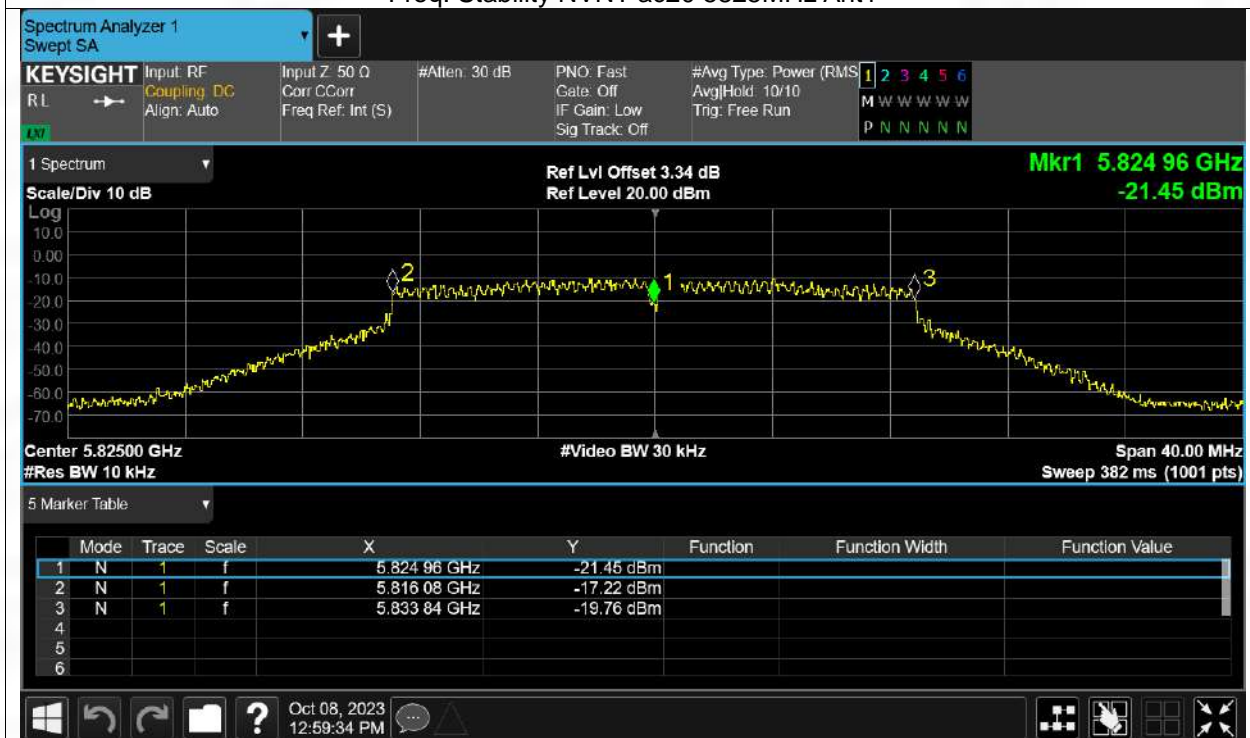 Freq. Stability NVNT ac20 5825MHz Ant1
Spectrum Analyzer 1
Swept SA
KEYSIGHT Input: RF Input Z: 50 Ω #Atten: 30 dB PNO: Fast #Avg Type: Power (RMS 1 2 3 4 5 6
RL Coupling: DC Corr CCorr Gate: Off Avg|Hold: 10/10 M W W W W W
Align: Auto Freq Ref: Int (S) IF Gain: Low Trig: Free Run
LXI Sig Track: Off P N N N N N
1 Spectrum Ref Lvl Offset 3.34 dB Mkr1 5.824 96 GHz
Scale/Div 10 dB Ref Level 20.00 dBm -21.45 dBm
Log
10.0
0.00
-10.0
2 1 3
-20.0
-30.0
-40.0
-50.0
-60.0
-70.0
Center 5.82500 GHz #Video BW 30 kHz Span 40.00 MHz
#Res BW 10 kHz Sweep 382 ms (1001 pts)
5 Marker Table
Mode Trace Scale X Y Function Function Width Function Value
1 N 1 f 5.824 96 GHz -21.45 dBm
2 N 1 f 5.816 08 GHz -17.22 dBm
3 N 1 f 5.833 84 GHz -19.76 dBm
4
5
6
? Oct 08, 2023
12:59:34 PM